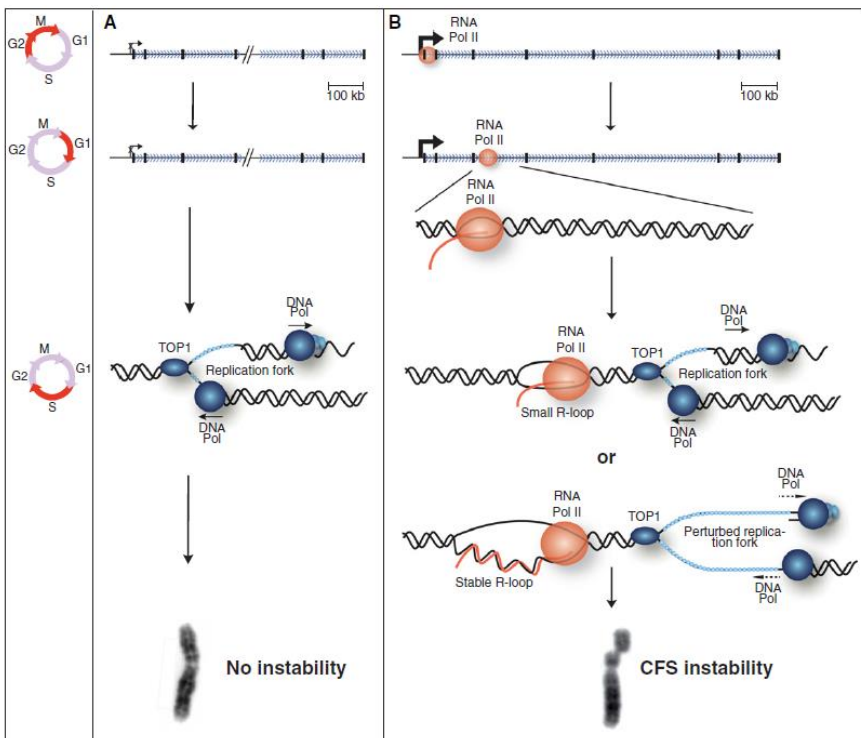 A
M
G2
G1
S
100 kb
M
G2
G1
S
M
G2
G1
S
TOP1
DNA
Pol
Replication fork
DNA
Pol
No instability
B
RNA
Pol II
100 kb
RNA
Pol II
RNA
Pol II
RNA
Pol II
TOP1
DNA
Pol
Replication fork
Small R-loop
DNA
Pol
or
RNA
Pol II
TOP1
DNA
Pol
Perturbed replica-
tion fork
Stable R-loop
DNA
Pol
CFS instability